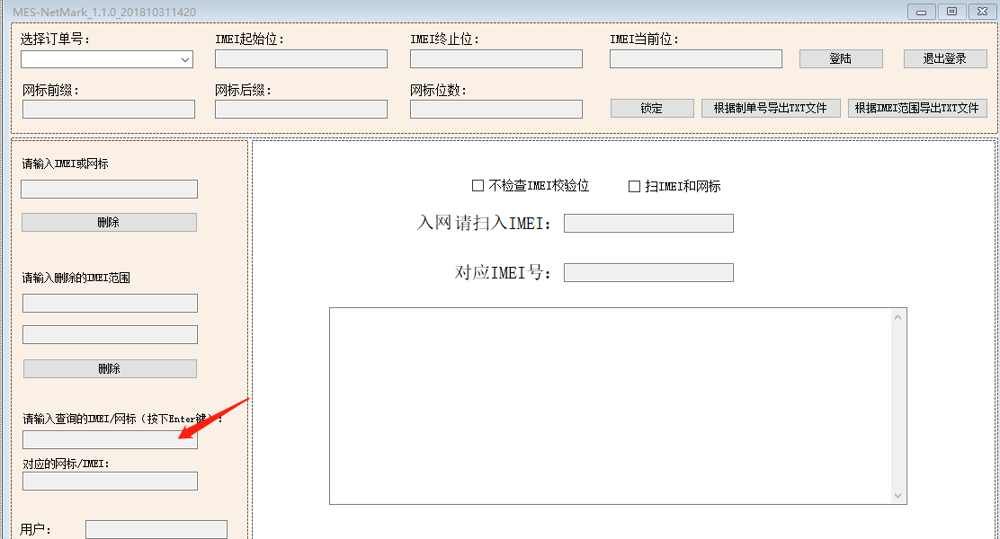 MES-NetMark_1.1.0_201810311420
选择订单号： IMEI起始位： IMEI终止位： IMEI当前位：
登陆 退出登录
网标前缀： 网标后缀： 网标位数：
锁定 根据制单号导出TXT文件 根据IMEI范围导出TXT文件
请输入IMEI或网标
删除
请输入删除的IMEI范围
删除
请输入查询的IMEI/网标（按下Enter键）：
对应的网标/IMEI：
用户：
不检查IMEI校验位 扫IMEI和网标
入网请扫入IMEI：
对应IMEI号：